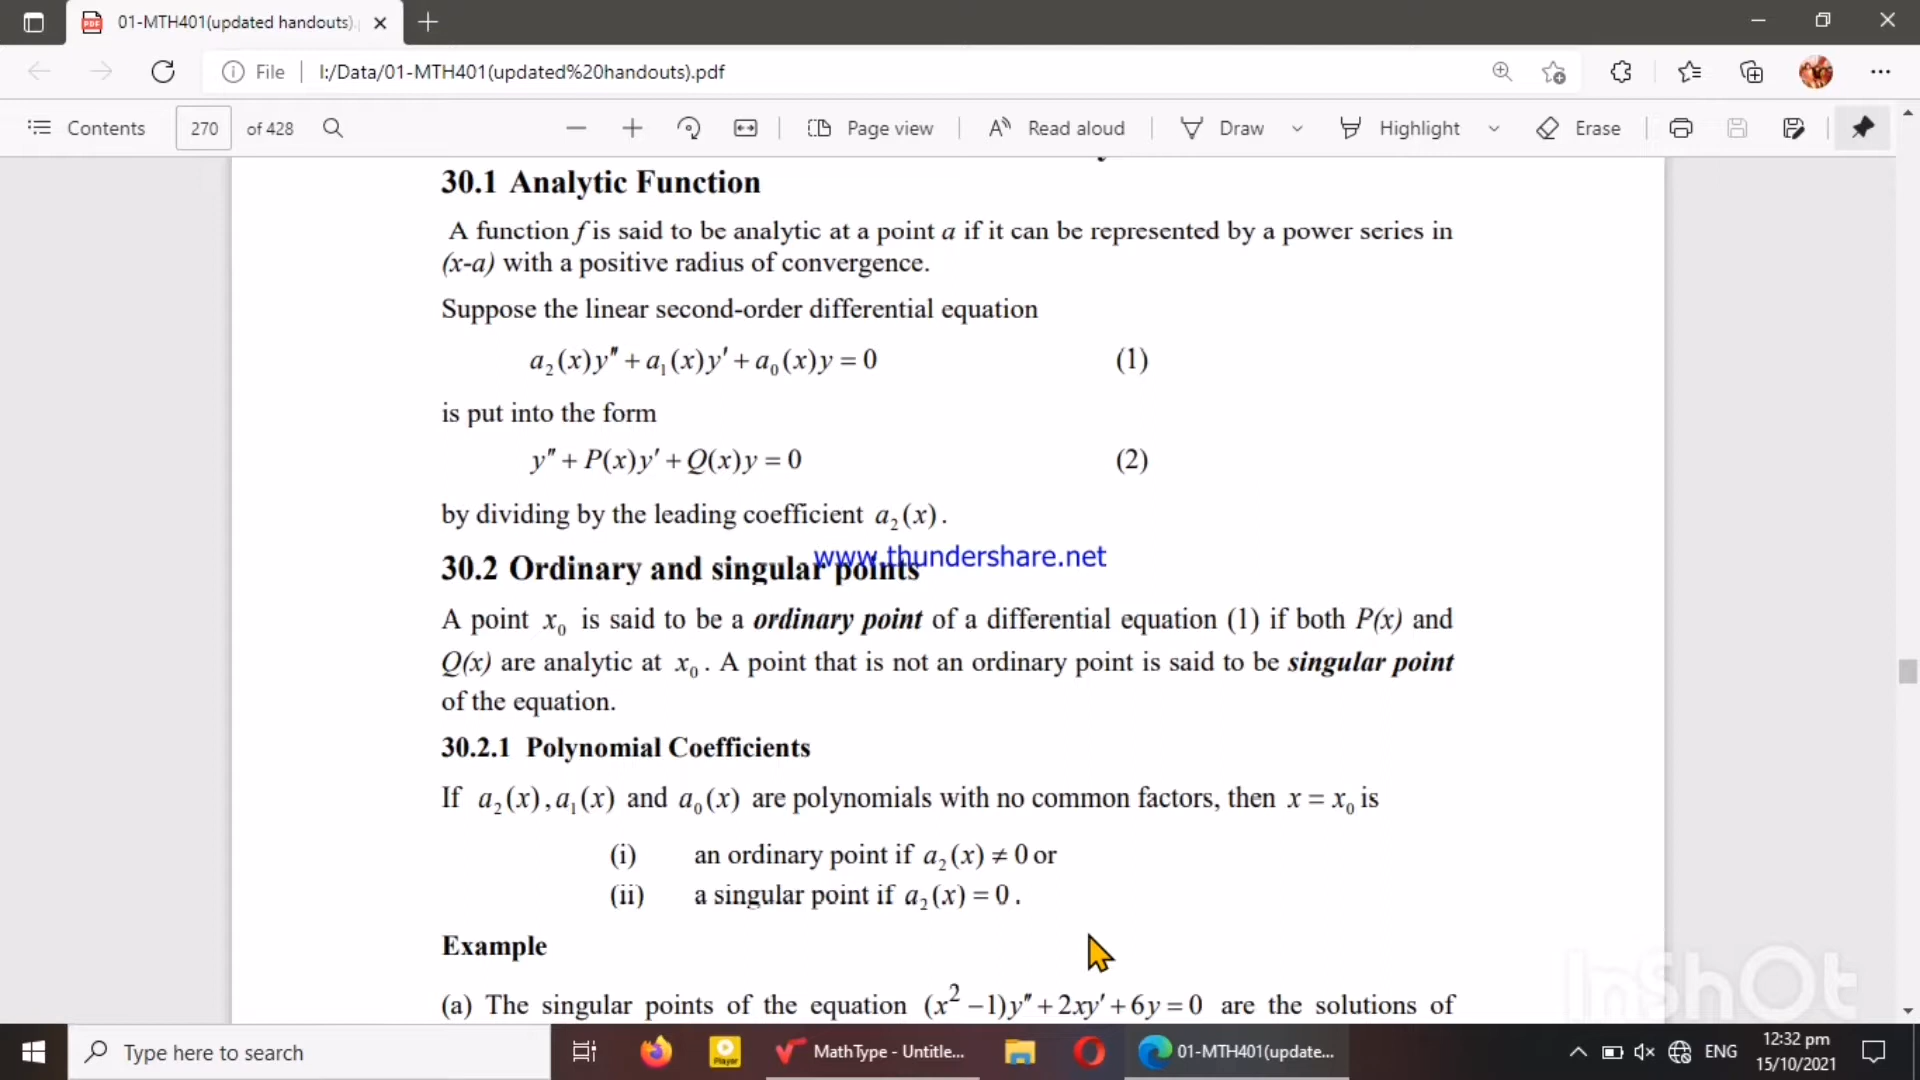 01-MTH401(updated handouts).
File
I:/Data/01-MTH401(updated%20handouts).pdf
Contents
270
of 428
Page view
Read aloud
Draw
Highlight
Erase
30.1 Analytic Function
A function f is said to be analytic at a point a if it can be represented by a power series in
(x-a) with a positive radius of convergence.
Suppose the linear second-order differential equation
a₂(x)y″ + a₁(x)y′ + a₀(x)y = 0 (1)
is put into the form
y″ + P(x)y′ + Q(x)y = 0 (2)
by dividing by the leading coefficient a₂(x).
www.thundershare.net
30.2 Ordinary and singular points
A point x₀ is said to be a ordinary point of a differential equation (1) if both P(x) and
Q(x) are analytic at x₀. A point that is not an ordinary point is said to be singular point
of the equation.
30.2.1 Polynomial Coefficients
If a₂(x), a₁(x) and a₀(x) are polynomials with no common factors, then x = x₀ is
(i) an ordinary point if a₂(x) ≠ 0 or
(ii) a singular point if a₂(x) = 0.
Example
(a) The singular points of the equation (x² −1)y″ + 2xy′ + 6y = 0 are the solutions of
InShOt
Type here to search
Player
MathType - Untitle...
01-MTH401(update...
ENG
12:32 pm
15/10/2021